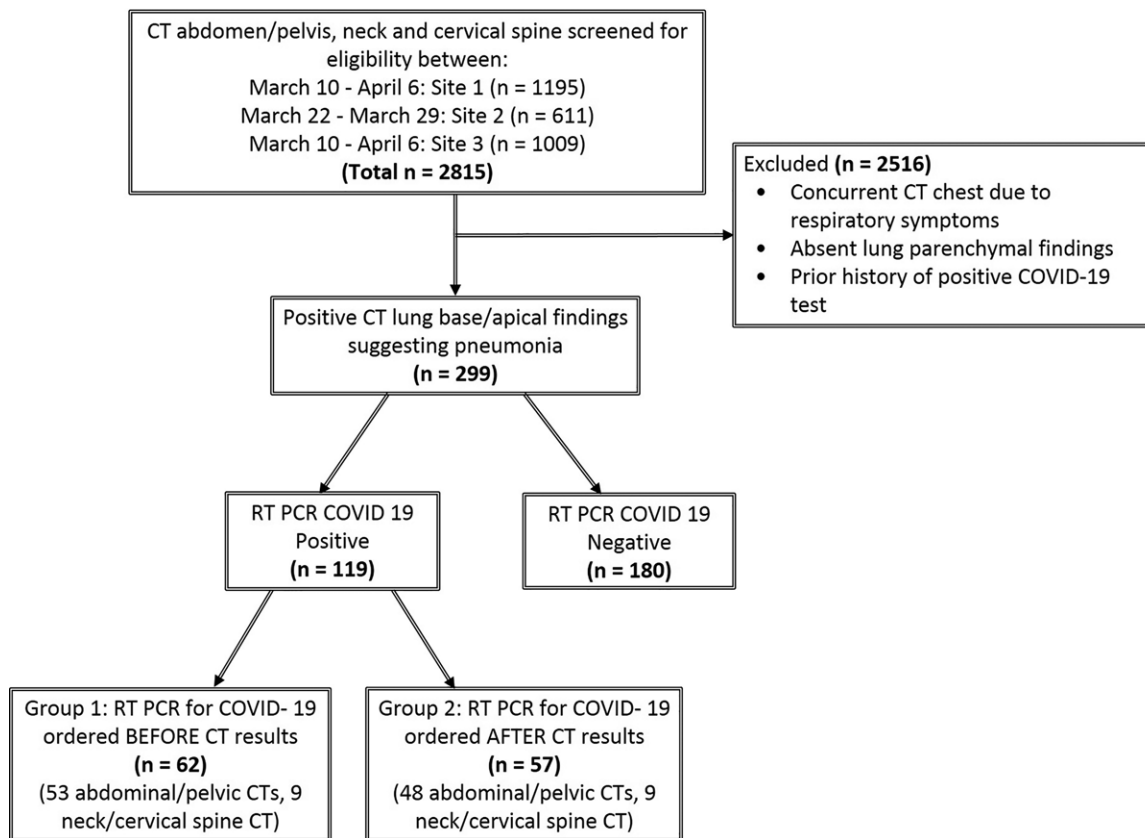 CT abdomen/pelvis, neck and cervical spine screened for
eligibility between:
March 10 - April 6: Site 1 (n = 1195)
March 22 - March 29: Site 2 (n = 611)
March 10 - April 6: Site 3 (n = 1009)
(Total n = 2815)
Excluded (n = 2516)
• Concurrent CT chest due to
respiratory symptoms
• Absent lung parenchymal findings
• Prior history of positive COVID-19
test
Positive CT lung base/apical findings
suggesting pneumonia
(n = 299)
RT PCR COVID 19
Positive
(n = 119)
RT PCR COVID 19
Negative
(n = 180)
Group 1: RT PCR for COVID- 19
ordered BEFORE CT results
(n = 62)
(53 abdominal/pelvic CTs, 9
neck/cervical spine CT)
Group 2: RT PCR for COVID- 19
ordered AFTER CT results
(n = 57)
(48 abdominal/pelvic CTs, 9
neck/cervical spine CT)